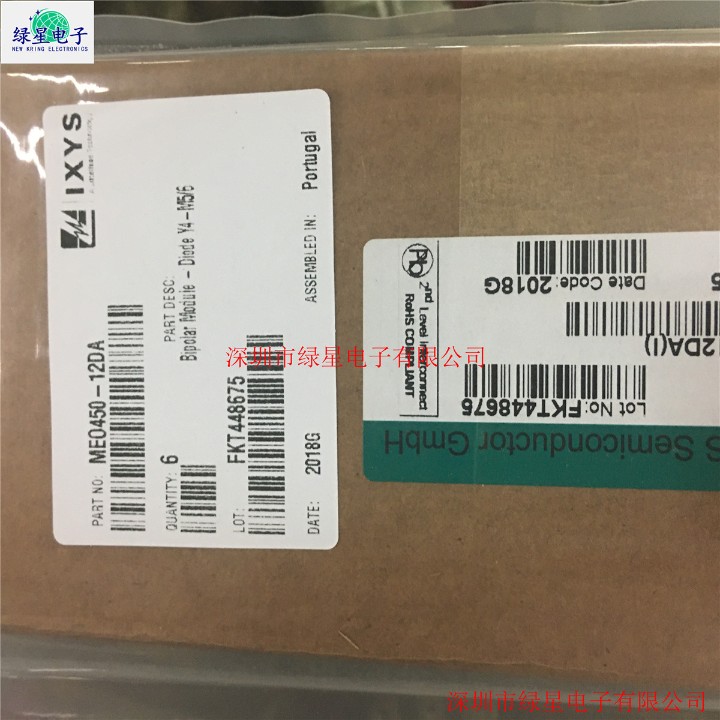 绿星电子
NEW KRING ELECTRONICS
IXYS
PART NO: MEO450-12DA
PART DESC:
Bipolar Module - Diode Y4-M5/6
QUANTITY: 6
LOT: FKT448675
ASSEMBLED IN: Portugal
DATE: 2018G
Pb
2nd Level Interconnect
RoHS COMPLIANT
Date Code: 2018G
12DA(I)
Lot No: FKT448675
S Semiconductor GmbH
深圳市绿星电子有限公司
深圳市绿星电子有限公司